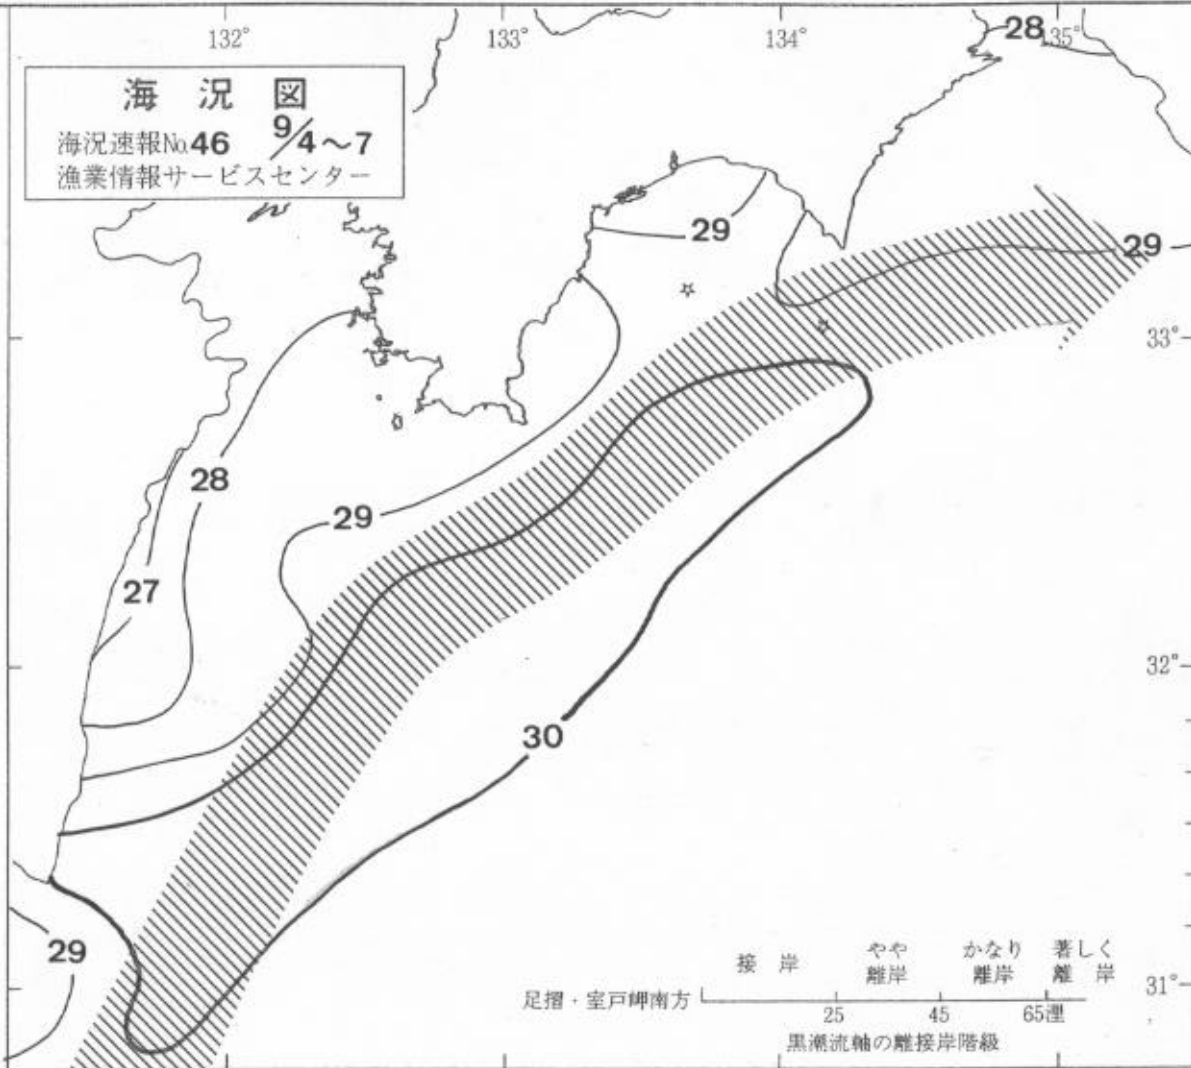 132° 133° 134° 135°
28
海況図
海況速報No.46 9/4～7
漁業情報サービスセンター
29
29
33°
28
29
27
32°
30
29
接岸 やや離岸 かなり離岸 著しく離岸
31°
足摺・室戸岬南方
25 45 65浬
黒潮流軸の離接岸階級